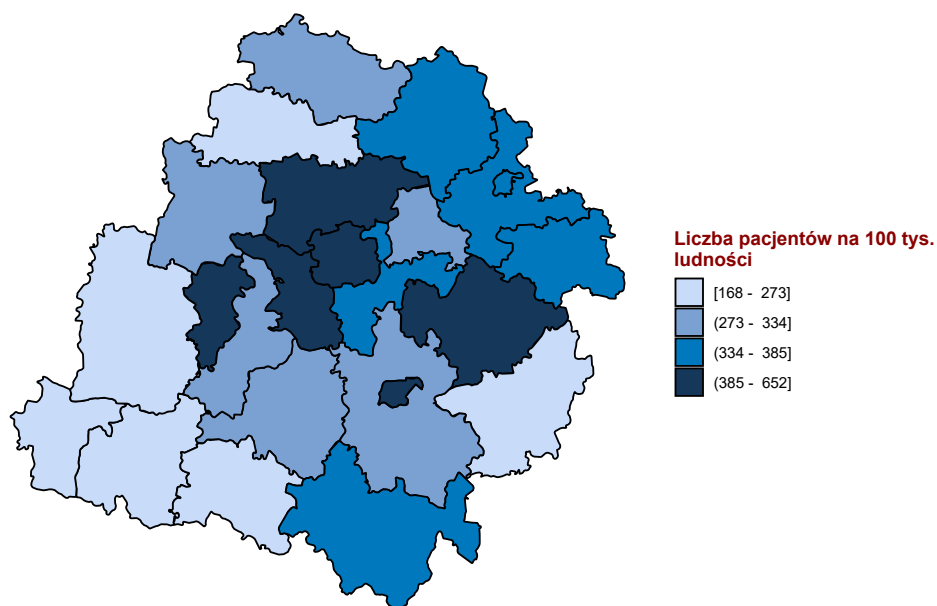 Liczba pacjentów na 100 tys.
ludności
[168 - 273]
(273 - 334]
(334 - 385]
(385 - 652]